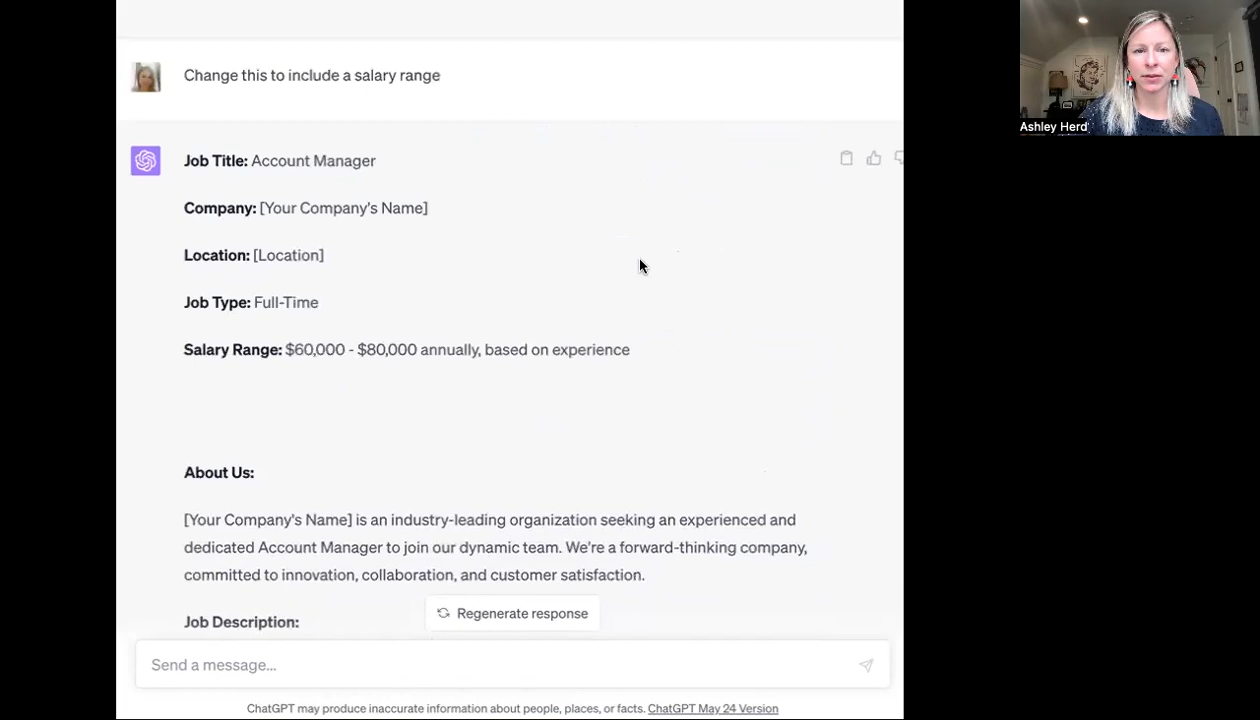 Change this to include a salary range
Ashley Herd
Job Title: Account Manager
Company: [Your Company's Name]
Location: [Location]
Job Type: Full-Time
Salary Range: $60,000 - $80,000 annually, based on experience
About Us:
[Your Company's Name] is an industry-leading organization seeking an experienced and
dedicated Account Manager to join our dynamic team. We're a forward-thinking company,
committed to innovation, collaboration, and customer satisfaction.
Job Description:
Regenerate response
Send a message...
ChatGPT may produce inaccurate information about people, places, or facts. ChatGPT May 24 Version